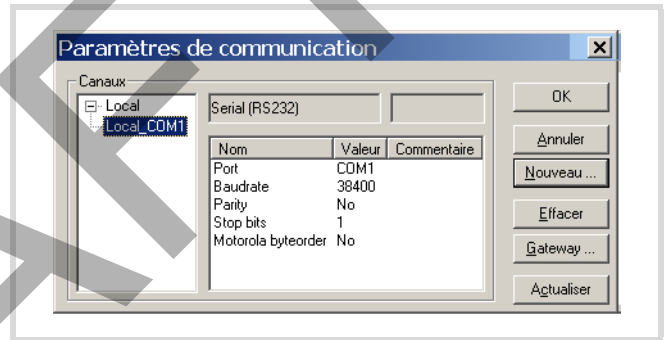 Paramètres de communication
Canaux
Local
Local_COM1
Serial (RS232)
Nom Valeur Commentaire
Port COM1
Baudrate 38400
Parity No
Stop bits 1
Motorola byteorder No
OK
Annuler
Nouveau ...
Effacer
Gateway ...
Actualiser